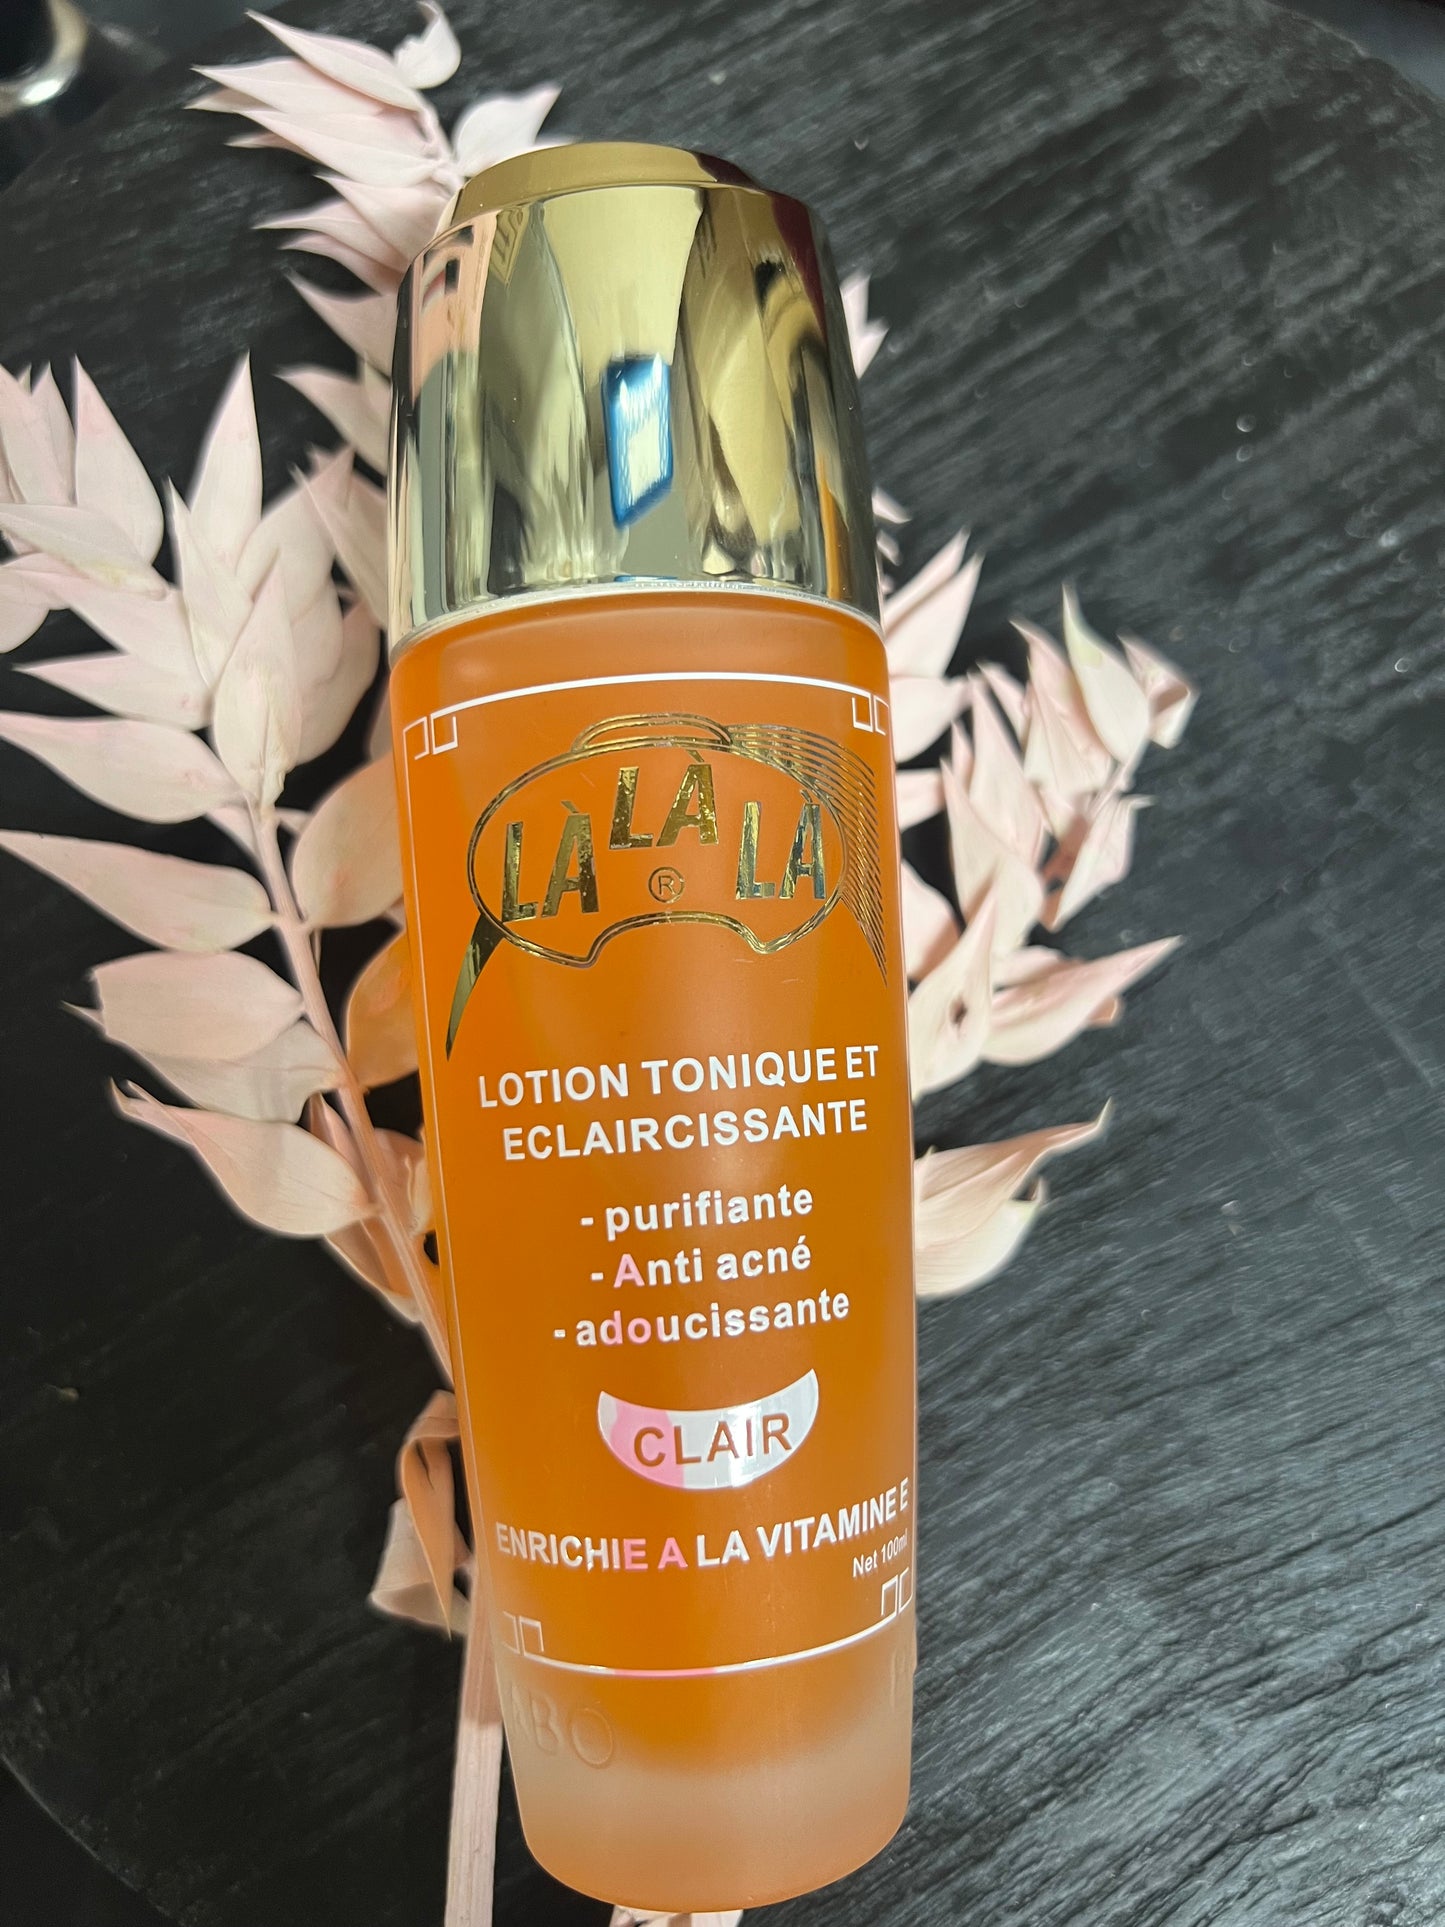 LÀ LÀ LÀ
®
LOTION TONIQUE ET
ECLAIRCISSANTE
- purifiante
- Anti acné
- adoucissante
CLAIR
ENRICHIE A LA VITAMINE E
Net 100ml